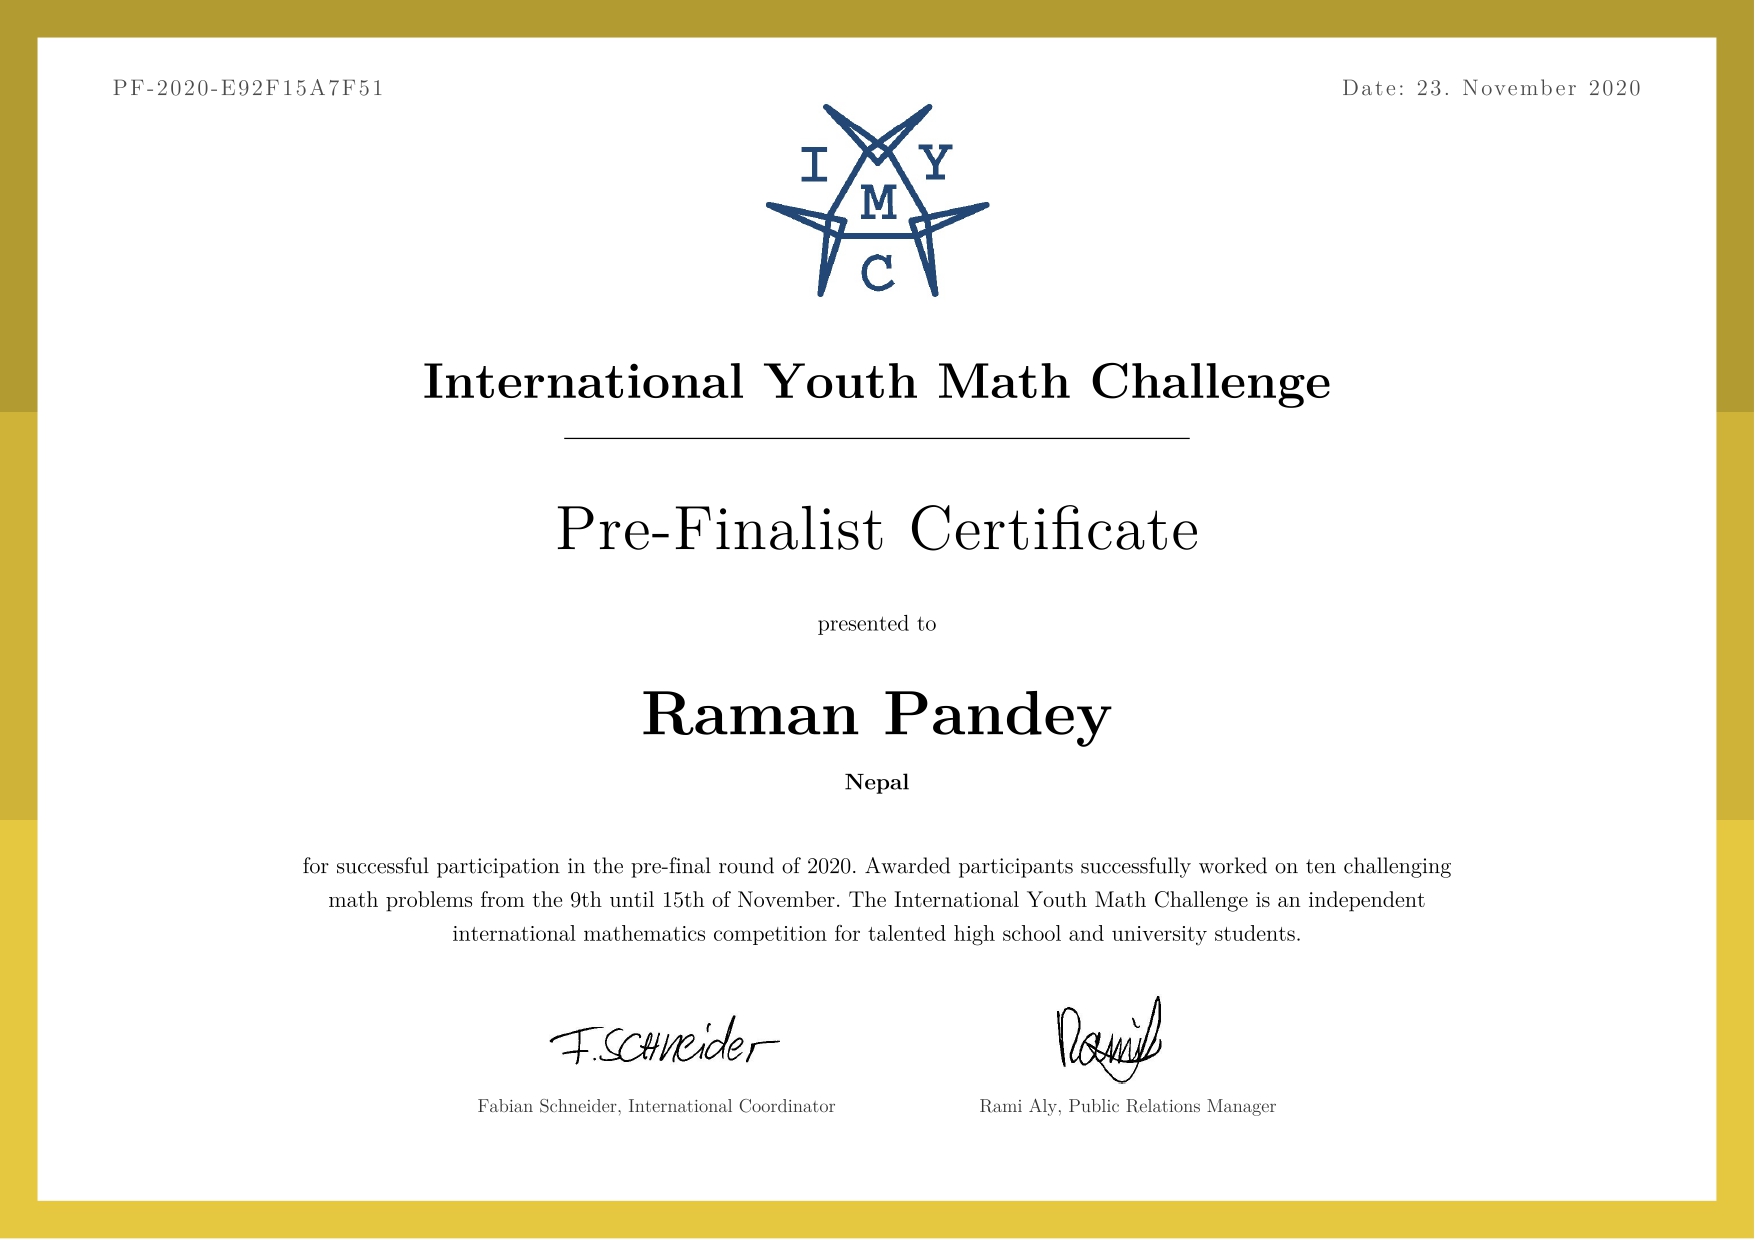 PF-2020-E92F15A7F51
Date: 23. November 2020
I Y
M
C
International Youth Math Challenge
Pre-Finalist Certificate
presented to
Raman Pandey
Nepal
for successful participation in the pre-final round of 2020. Awarded participants successfully worked on ten challenging
math problems from the 9th until 15th of November. The International Youth Math Challenge is an independent
international mathematics competition for talented high school and university students.
F. SCHNEider
Rami
Fabian Schneider, International Coordinator
Rami Aly, Public Relations Manager